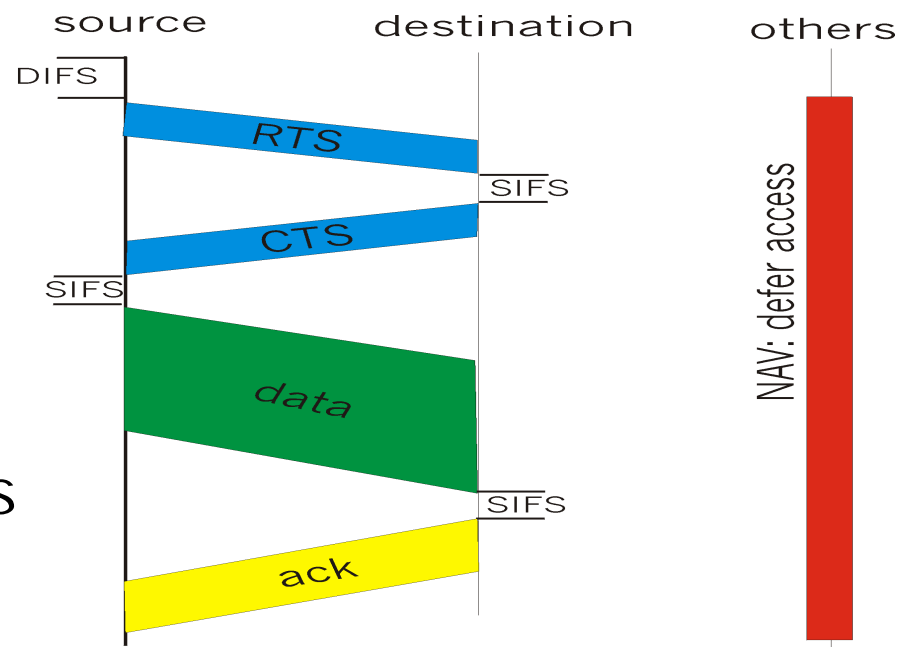 source
destination
others
DIFS
RTS
SIFS
CTS
SIFS
NAV: defer access
data
s
SIFS
ack